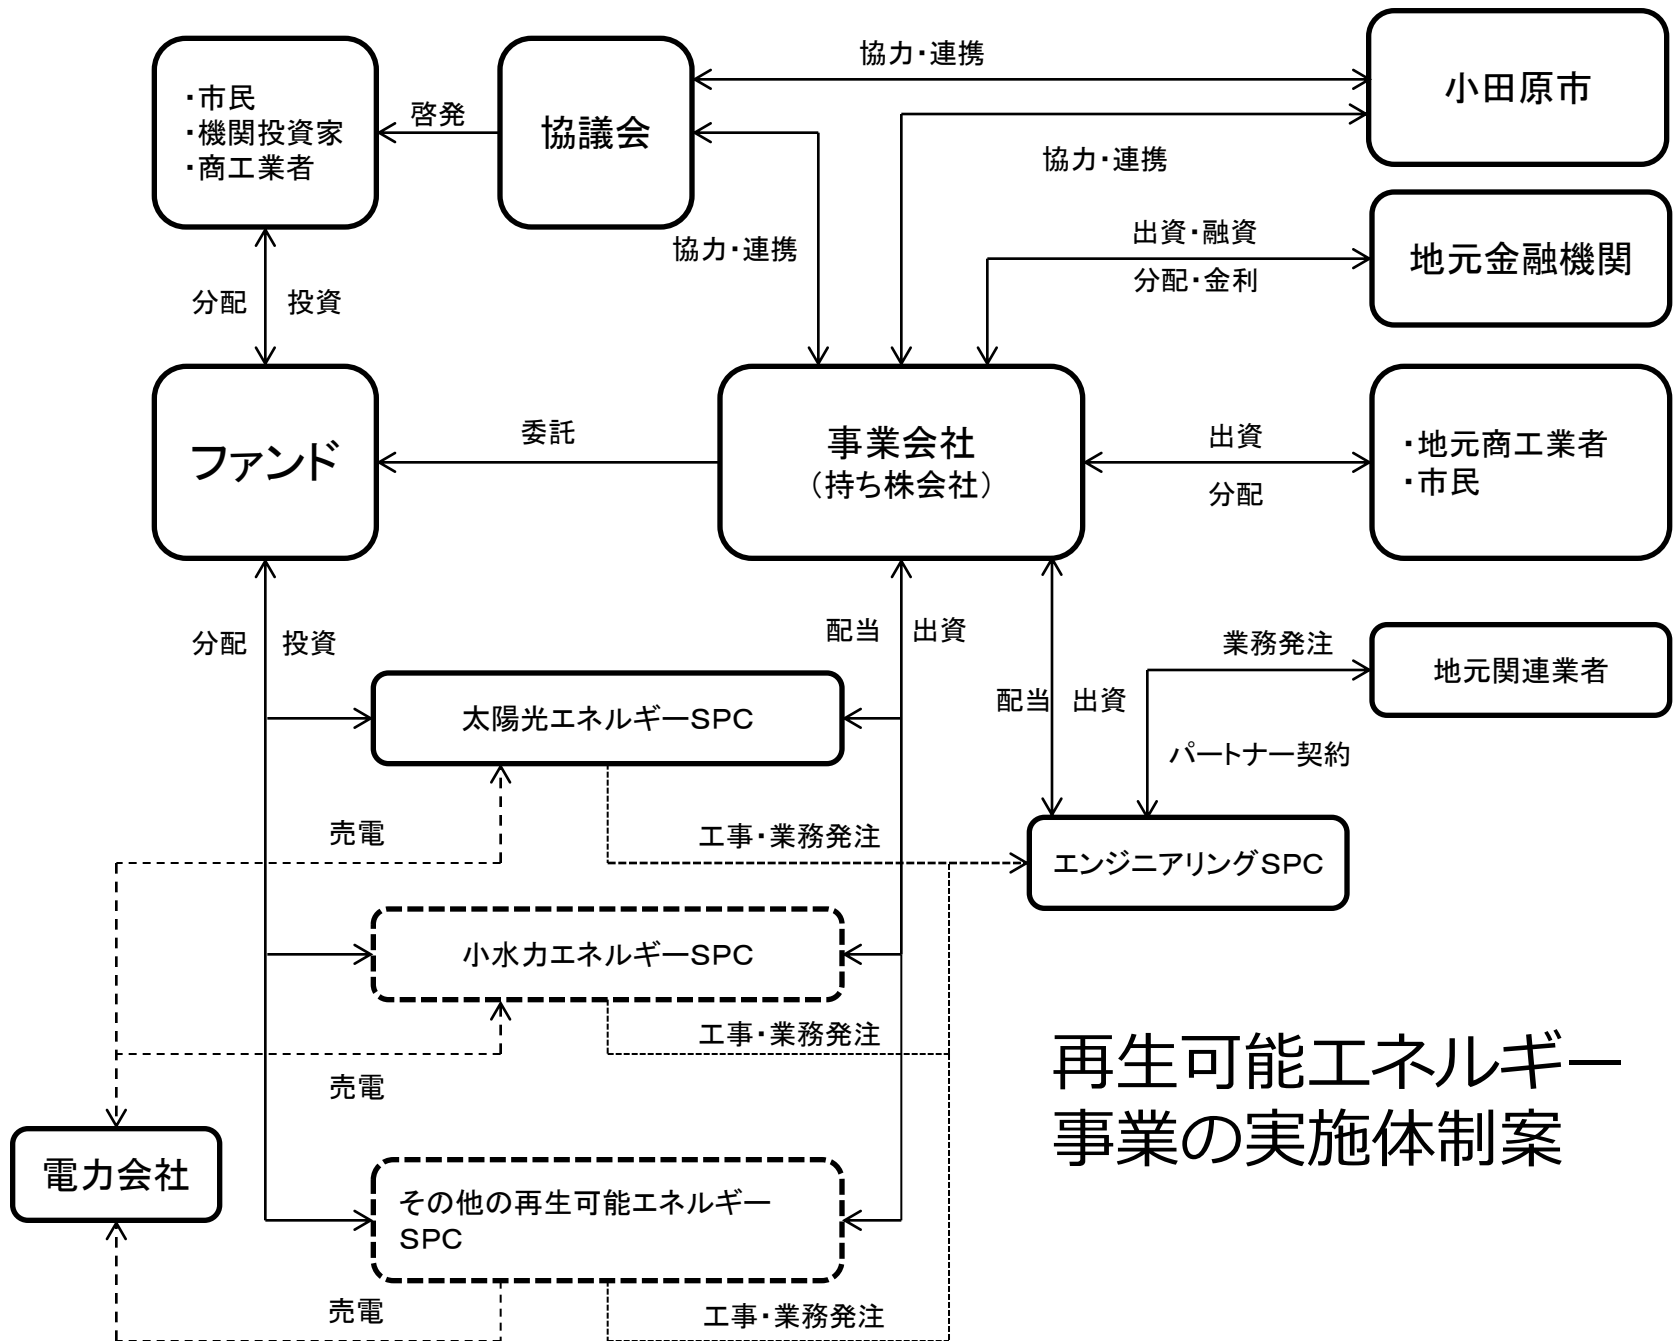 協力・連携
小田原市
・市民
・機関投資家
・商工業者
啓発
協議会
協力・連携
協力・連携
出資・融資
分配・金利
地元金融機関
分配
投資
ファンド
委託
事業会社
（持ち株会社）
出資
分配
・地元商工業者
・市民
分配
投資
配当
出資
業務発注
地元関連業者
配当
出資
太陽光エネルギーSPC
パートナー契約
売電
工事・業務発注
エンジニアリングSPC
小水力エネルギーSPC
工事・業務発注
売電
再生可能エネルギー
事業の実施体制案
電力会社
その他の再生可能エネルギー
SPC
売電
工事・業務発注